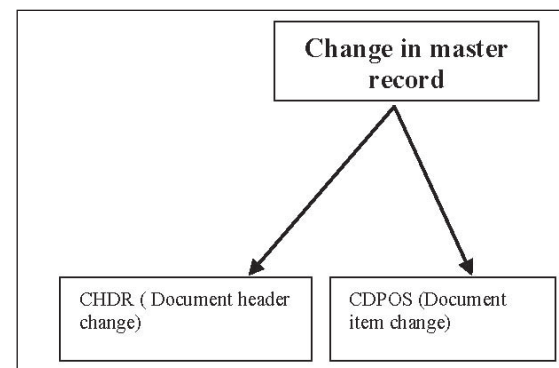 Change in master
record
CHDR ( Document header
change)
CDPOS (Document
item change)